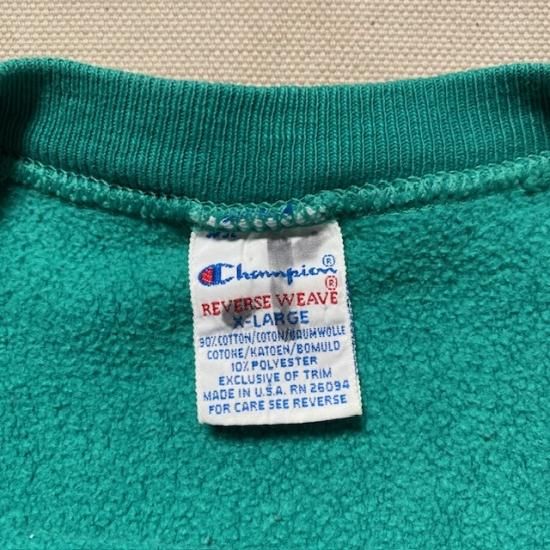 Champion®
REVERSE WEAVE®
X-LARGE
90% COTTON/COTON/BAUMWOLLE
COTONE/KATOEN/BOMULD
10% POLYESTER
EXCLUSIVE OF TRIM
MADE IN U.S.A. RN 26094
FOR CARE SEE REVERSE